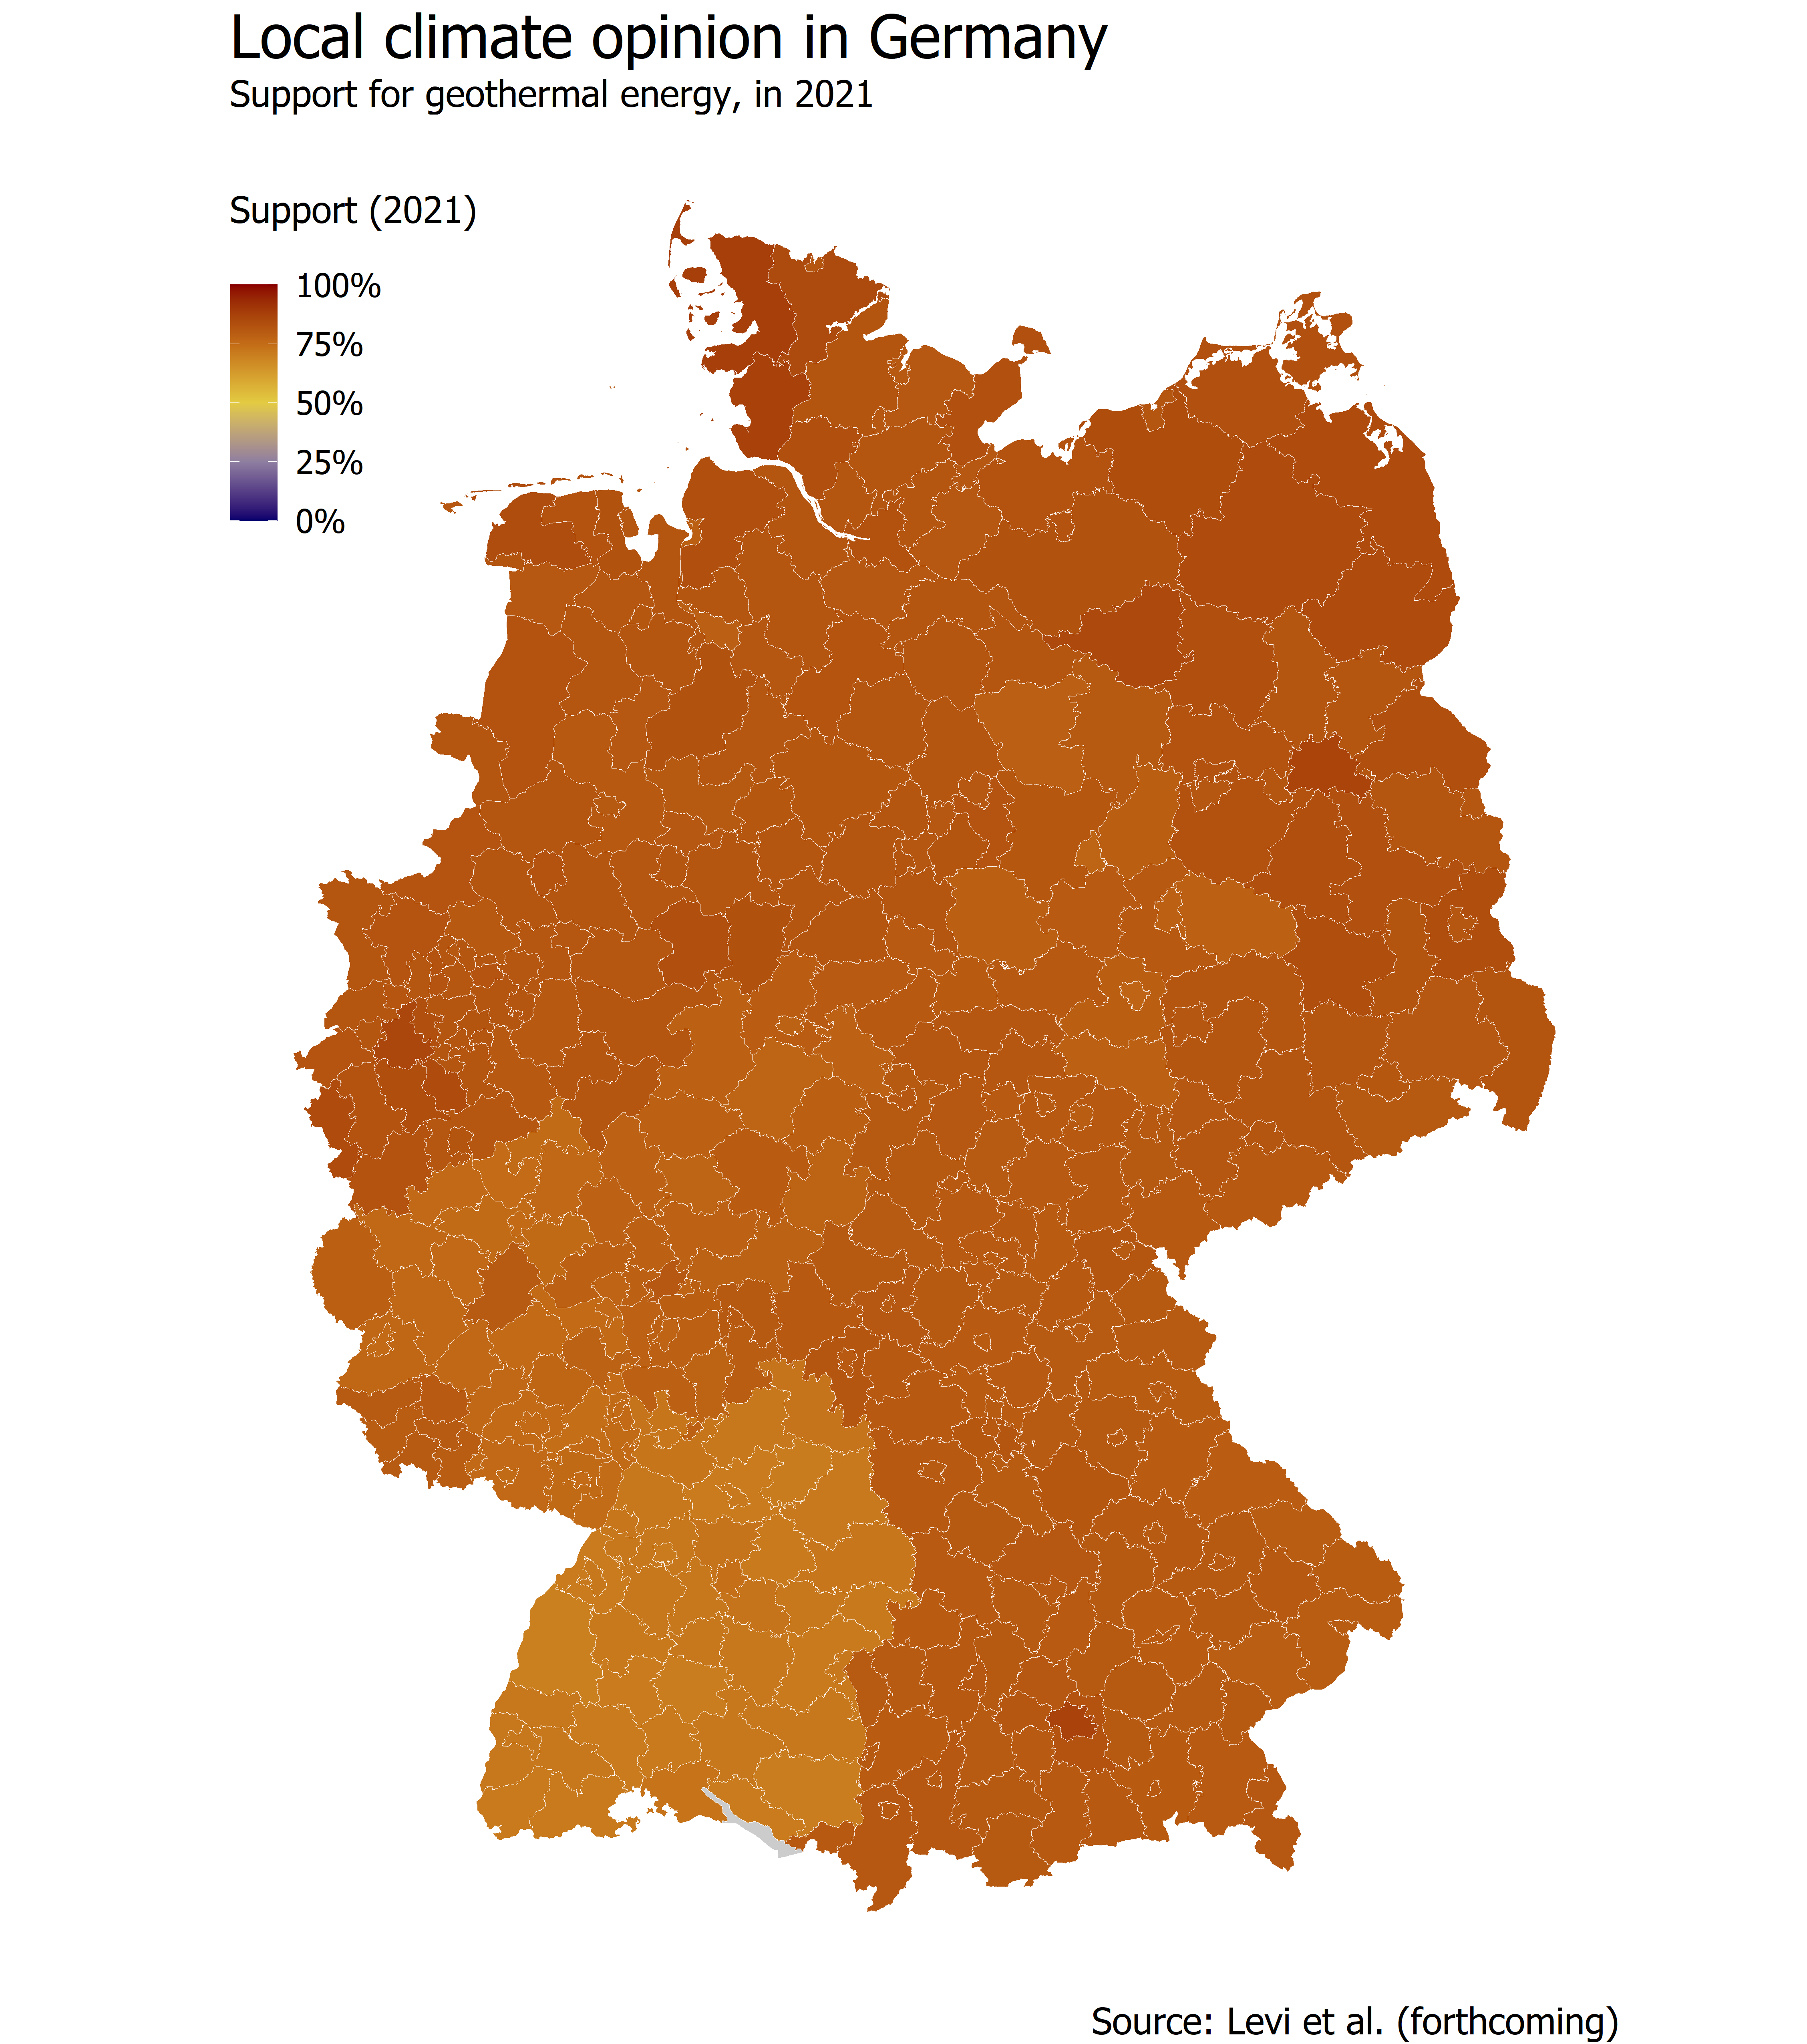 Local climate opinion in Germany
Support for geothermal energy, in 2021
Support (2021)
100%
75%
50%
25%
0%
Source: Levi et al. (forthcoming)